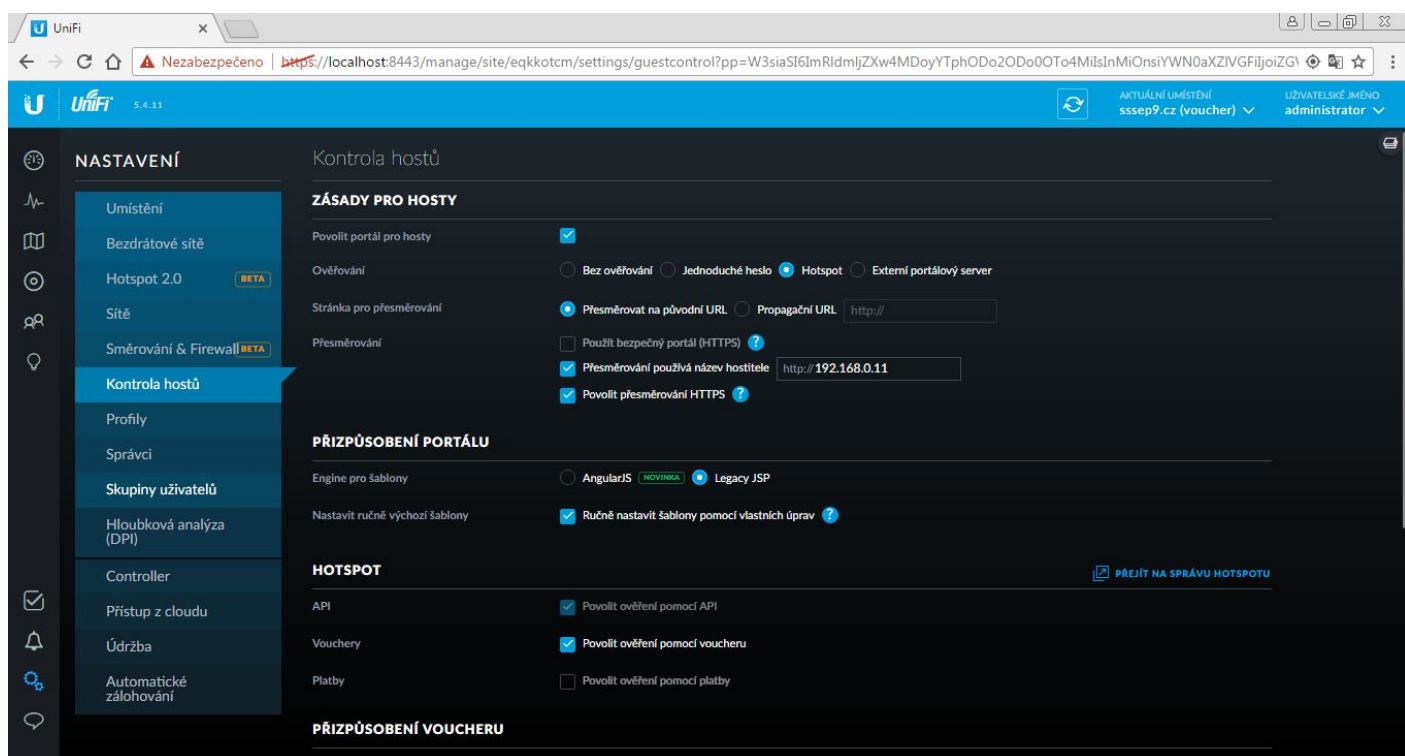 UniFi
Nezabezpečeno https://localhost:8443/manage/site/eqkkotcm/settings/guestcontrol?pp=
UniFi 5.4.11
AKTUÁLNÍ UMÍSTĚNÍ
sssep9.cz (voucher)
UŽIVATELSKÉ JMÉNO
administrator
NASTAVENÍ
Umístění
Bezdrátové sítě
Hotspot 2.0 BETA
Sítě
Směrování & Firewall BETA
Kontrola hostů
Profily
Správci
Skupiny uživatelů
Hloubková analýza
(DPI)
Controller
Přístup z cloudu
Údržba
Automatické
zálohování
Kontrola hostů
ZÁSADY PRO HOSTY
Povolit portál pro hosty
Ověřování Bez ověřování Jednoduché heslo Hotspot Externí portálový server
Stránka pro přesměrování Přesměrovat na původní URL Propagační URL http://
Přesměrování Použít bezpečný portál (HTTPS) ?
Přesměrování používá název hostitele http://192.168.0.11
Povolit přesměrování HTTPS ?
PŘIZPŮSOBENÍ PORTÁLU
Engine pro šablony AngularJS NOVINKA Legacy JSP
Nastavit ručně výchozí šablony Ručně nastavit šablony pomocí vlastních úprav ?
HOTSPOT PŘEJÍT NA SPRÁVU HOTSPOTU
API Povolit ověření pomocí API
Vouchery Povolit ověření pomocí voucheru
Platby Povolit ověření pomocí platby
PŘIZPŮSOBENÍ VOUCHERU